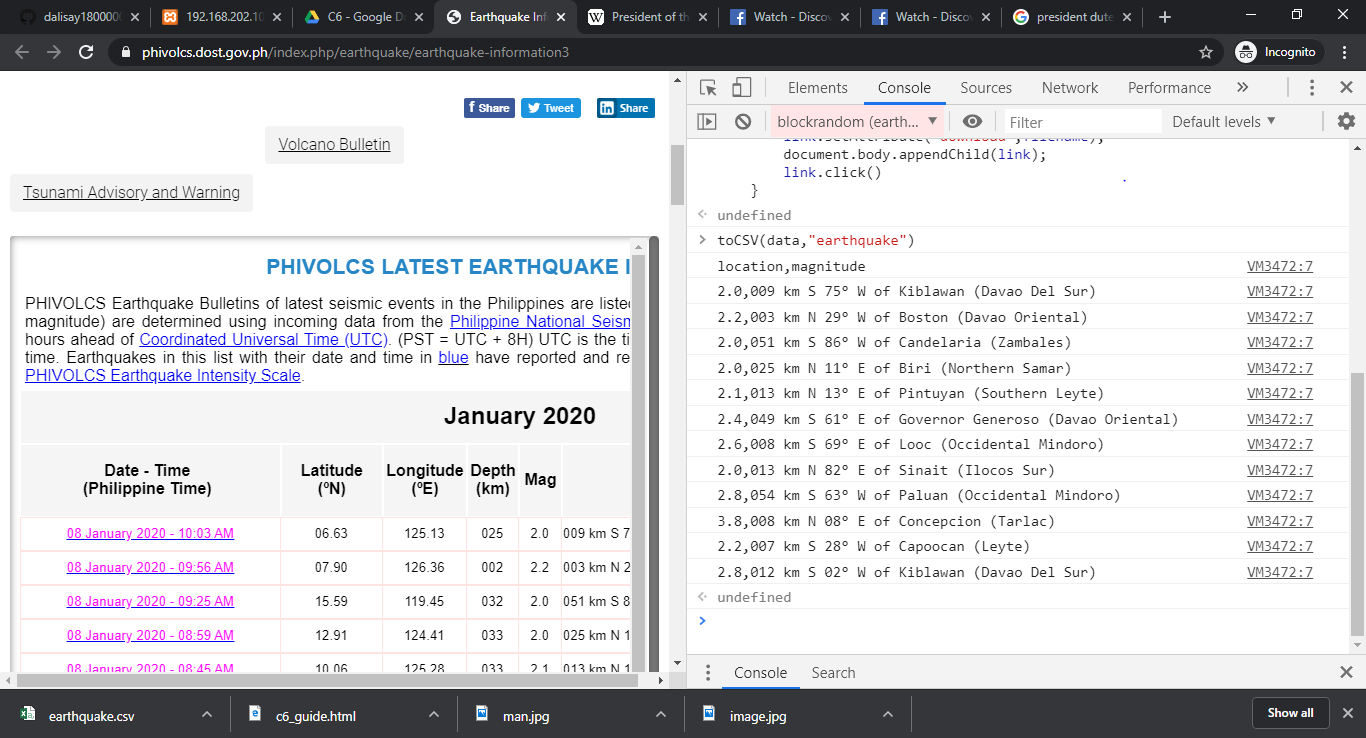 dalisay180000
192.168.202.10
C6 - Google D
Earthquake Inf
President of th
Watch - Discov
Watch - Discov
president dute
phivolcs.dost.gov.ph/index.php/earthquake/earthquake-information3
Incognito
Share
Tweet
Share
Volcano Bulletin
Tsunami Advisory and Warning
PHIVOLCS LATEST EARTHQUAKE I
PHIVOLCS Earthquake Bulletins of latest seismic events in the Philippines are liste
magnitude) are determined using incoming data from the Philippine National Seism
hours ahead of Coordinated Universal Time (UTC). (PST = UTC + 8H) UTC is the ti
time. Earthquakes in this list with their date and time in blue have reported and re
PHIVOLCS Earthquake Intensity Scale.
January 2020
Date - Time (Philippine Time) Latitude (ºN) Longitude (ºE) Depth (km) Mag
08 January 2020 - 10:03 AM 06.63 125.13 025 2.0 009 km S 7
08 January 2020 - 09:56 AM 07.90 126.36 002 2.2 003 km N 2
08 January 2020 - 09:25 AM 15.59 119.45 032 2.0 051 km S 8
08 January 2020 - 08:59 AM 12.91 124.41 033 2.0 025 km N 1
08 January 2020 - 08:45 AM 10.06 125.28 033 2.1 013 km N 1
Elements Console Sources Network Performance »
blockrandom (earth... Filter Default levels
link.setAttribute("download",filename);
document.body.appendChild(link);
link.click()
}
undefined
toCSV(data,"earthquake")
location,magnitude VM3472:7
2.0,009 km S 75° W of Kiblawan (Davao Del Sur) VM3472:7
2.2,003 km N 29° W of Boston (Davao Oriental) VM3472:7
2.0,051 km S 86° W of Candelaria (Zambales) VM3472:7
2.0,025 km N 11° E of Biri (Northern Samar) VM3472:7
2.1,013 km N 13° E of Pintuyan (Southern Leyte) VM3472:7
2.4,049 km S 61° E of Governor Generoso (Davao Oriental) VM3472:7
2.6,008 km S 69° E of Looc (Occidental Mindoro) VM3472:7
2.0,013 km N 82° E of Sinait (Ilocos Sur) VM3472:7
2.8,054 km S 63° W of Paluan (Occidental Mindoro) VM3472:7
3.8,008 km N 08° E of Concepcion (Tarlac) VM3472:7
2.2,007 km S 28° W of Capoocan (Leyte) VM3472:7
2.8,012 km S 02° W of Kiblawan (Davao Del Sur) VM3472:7
undefined
Console Search
earthquake.csv
c6_guide.html
man.jpg
image.jpg
Show all